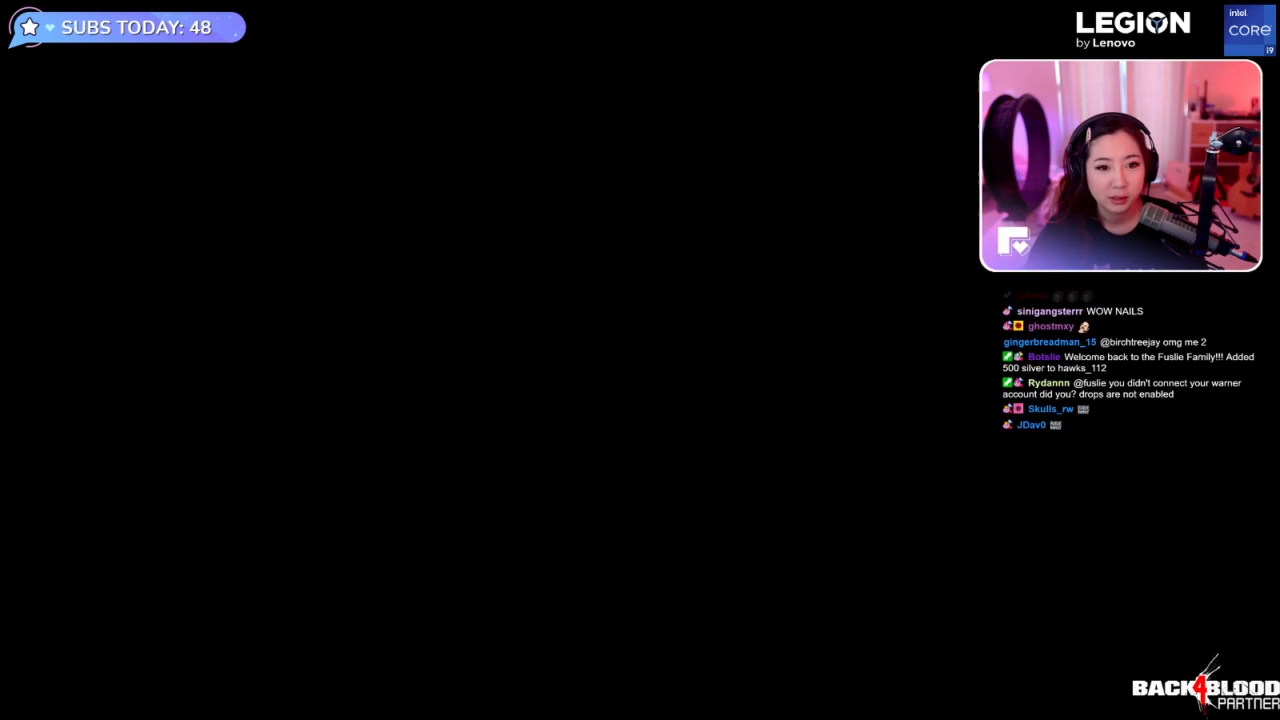 SUBS TODAY: 48
LEGION
by Lenovo
intel
CORE
i9
sinigangsterrr WOW NAILS
ghostmxy
gingerbreadman_15 @birchtreejay omg me 2
Botslie Welcome back to the Fuslie Family!!! Added
500 silver to hawks_112
Rydannn @fuslie you didn't connect your warner
account did you? drops are not enabled
Skulls_rw
JDav0
BACK4BLOOD
PARTNER